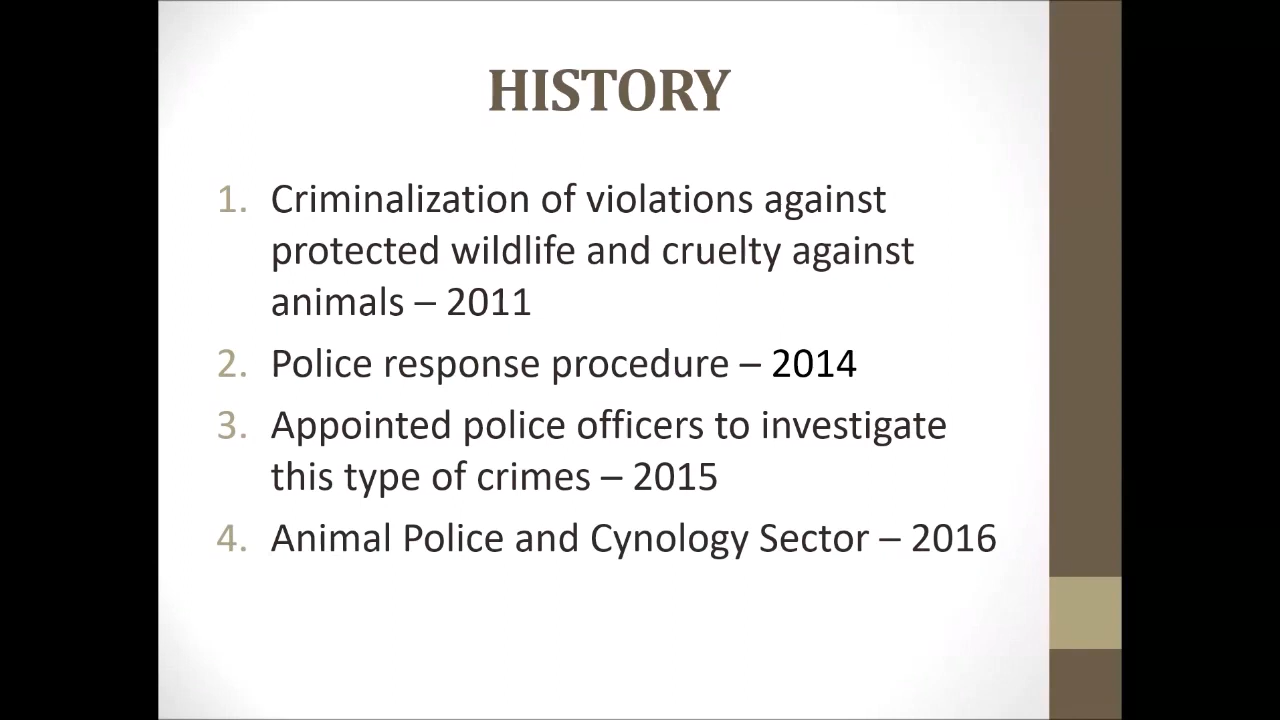 HISTORY
1. Criminalization of violations against
protected wildlife and cruelty against
animals – 2011
2. Police response procedure – 2014
3. Appointed police officers to investigate
this type of crimes – 2015
4. Animal Police and Cynology Sector – 2016